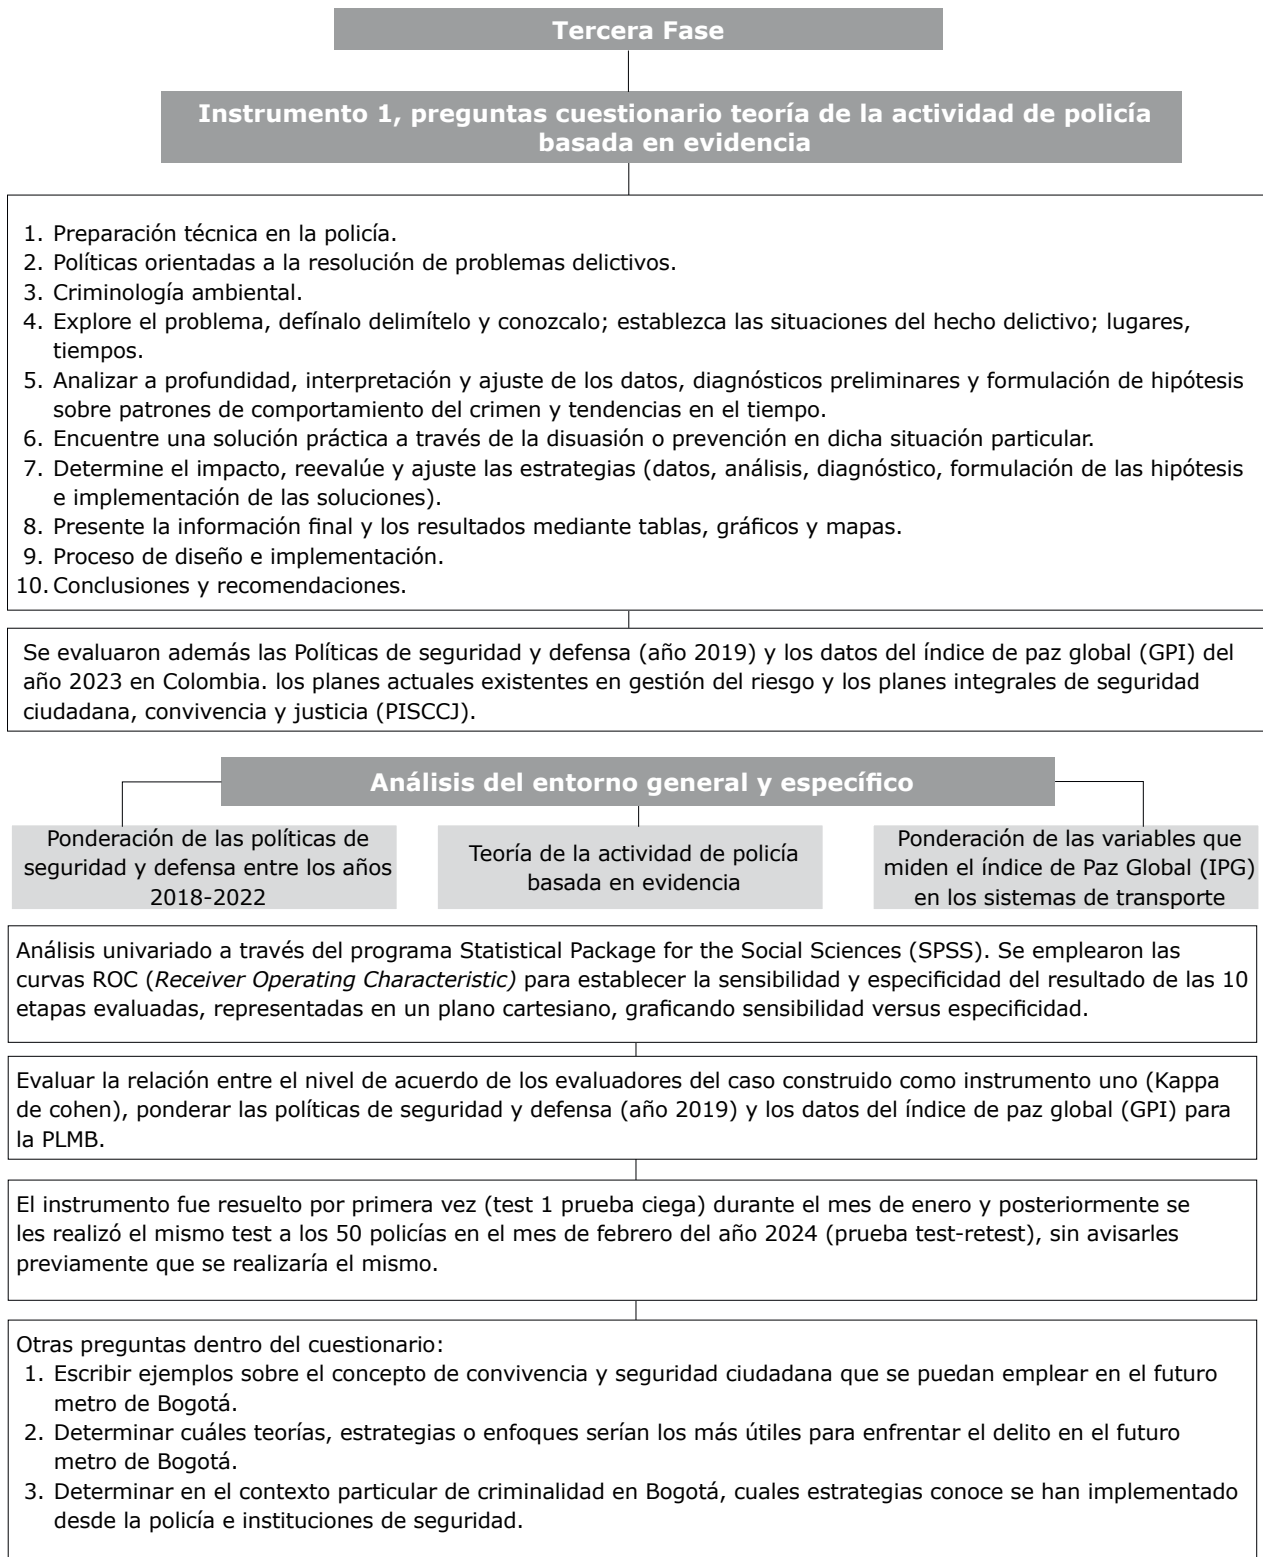 Tercera Fase
Instrumento 1, preguntas cuestionario teoría de la actividad de policía
basada en evidencia
1. Preparación técnica en la policía.
2. Políticas orientadas a la resolución de problemas delictivos.
3. Criminología ambiental.
4. Explore el problema, defínalo delimítelo y conozcalo; establezca las situaciones del hecho delictivo; lugares,
tiempos.
5. Analizar a profundidad, interpretación y ajuste de los datos, diagnósticos preliminares y formulación de hipótesis
sobre patrones de comportamiento del crimen y tendencias en el tiempo.
6. Encuentre una solución práctica a través de la disuasión o prevención en dicha situación particular.
7. Determine el impacto, reevalúe y ajuste las estrategias (datos, análisis, diagnóstico, formulación de las hipótesis
e implementación de las soluciones).
8. Presente la información final y los resultados mediante tablas, gráficos y mapas.
9. Proceso de diseño e implementación.
10. Conclusiones y recomendaciones.
Se evaluaron además las Políticas de seguridad y defensa (año 2019) y los datos del índice de paz global (GPI) del
año 2023 en Colombia. los planes actuales existentes en gestión del riesgo y los planes integrales de seguridad
ciudadana, convivencia y justicia (PISCCJ).
Análisis del entorno general y específico
Ponderación de las políticas de
seguridad y defensa entre los años
2018-2022
Teoría de la actividad de policía
basada en evidencia
Ponderación de las variables que
miden el índice de Paz Global (IPG)
en los sistemas de transporte
Análisis univariado a través del programa Statistical Package for the Social Sciences (SPSS). Se emplearon las
curvas ROC (Receiver Operating Characteristic) para establecer la sensibilidad y especificidad del resultado de las 10
etapas evaluadas, representadas en un plano cartesiano, graficando sensibilidad versus especificidad.
Evaluar la relación entre el nivel de acuerdo de los evaluadores del caso construido como instrumento uno (Kappa
de cohen), ponderar las políticas de seguridad y defensa (año 2019) y los datos del índice de paz global (GPI) para
la PLMB.
El instrumento fue resuelto por primera vez (test 1 prueba ciega) durante el mes de enero y posteriormente se
les realizó el mismo test a los 50 policías en el mes de febrero del año 2024 (prueba test-retest), sin avisarles
previamente que se realizaría el mismo.
Otras preguntas dentro del cuestionario:
1. Escribir ejemplos sobre el concepto de convivencia y seguridad ciudadana que se puedan emplear en el futuro
metro de Bogotá.
2. Determinar cuáles teorías, estrategias o enfoques serían los más útiles para enfrentar el delito en el futuro
metro de Bogotá.
3. Determinar en el contexto particular de criminalidad en Bogotá, cuales estrategias conoce se han implementado
desde la policía e instituciones de seguridad.